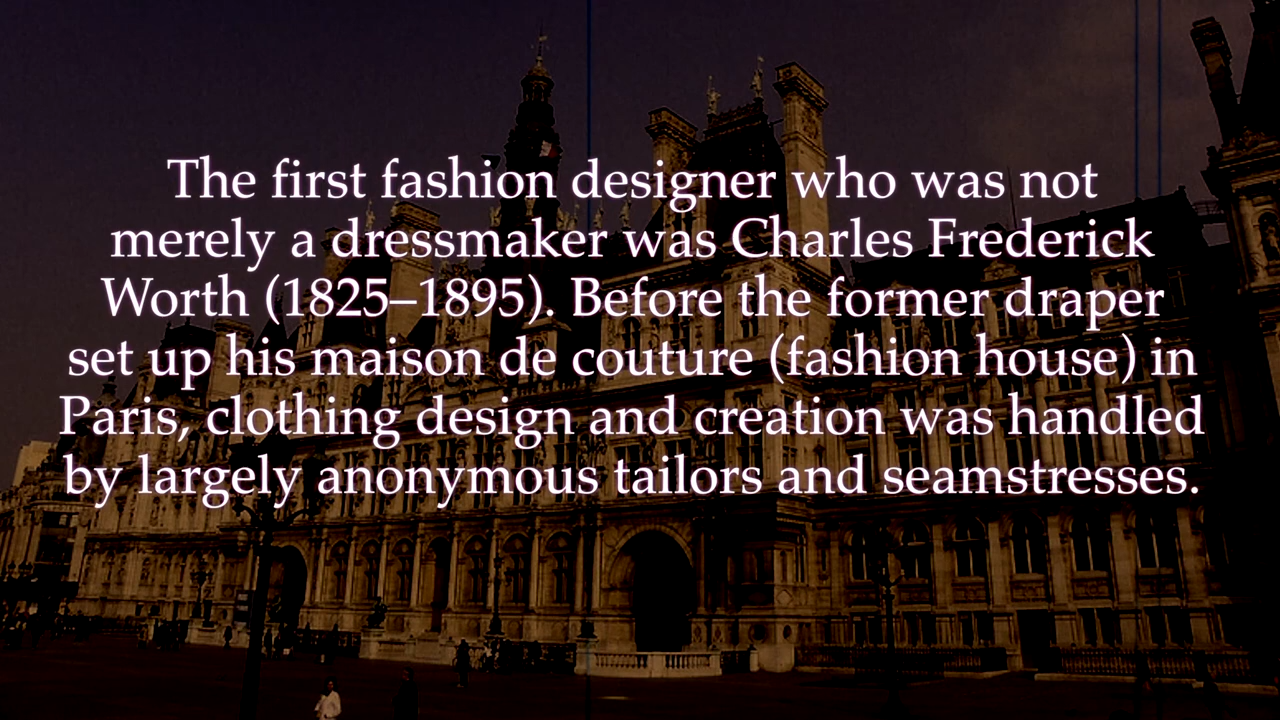 The first fashion designer who was not
merely a dressmaker was Charles Frederick
Worth (1825–1895). Before the former draper
set up his maison de couture (fashion house) in
Paris, clothing design and creation was handled
by largely anonymous tailors and seamstresses.